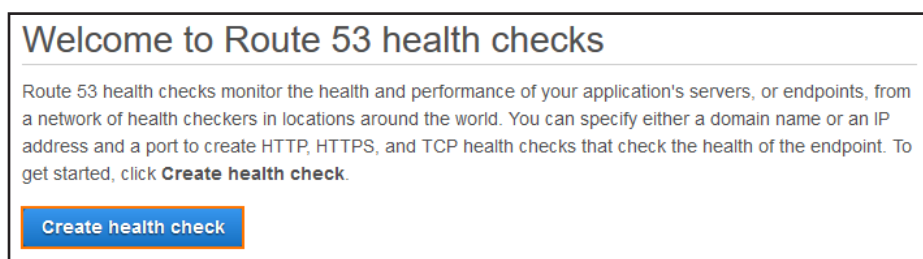 Welcome to Route 53 health checks
Route 53 health checks monitor the health and performance of your application's servers, or endpoints, from
a network of health checkers in locations around the world. You can specify either a domain name or an IP
address and a port to create HTTP, HTTPS, and TCP health checks that check the health of the endpoint. To
get started, click Create health check.
Create health check